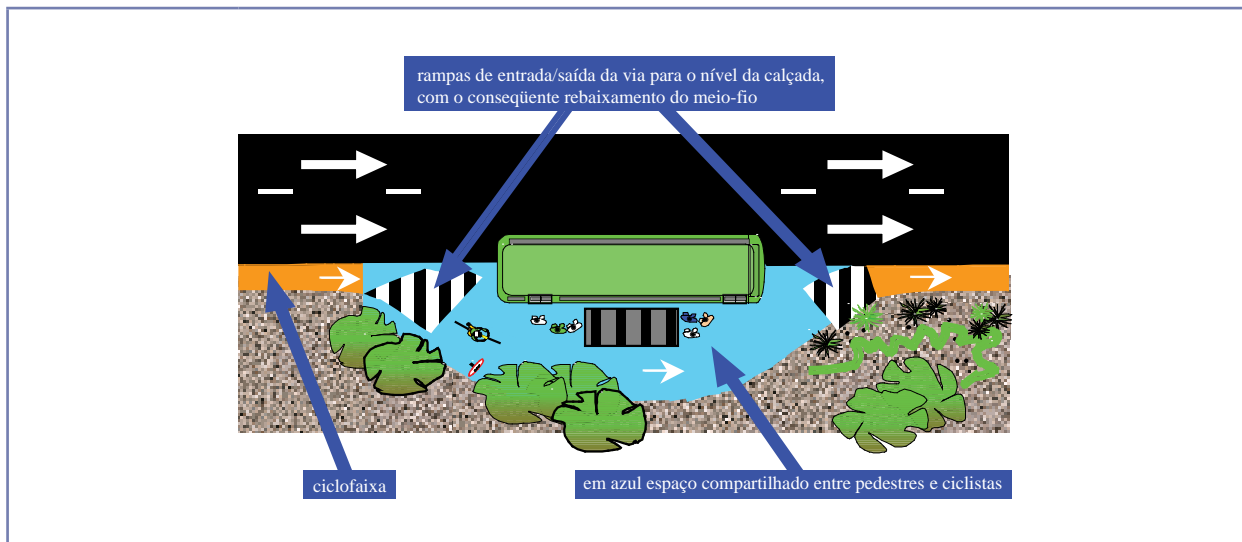 rampas de entrada/saída da via para o nível da calçada,
com o conseqüente rebaixamento do meio-fio
ciclofaixa
em azul espaço compartilhado entre pedestres e ciclistas